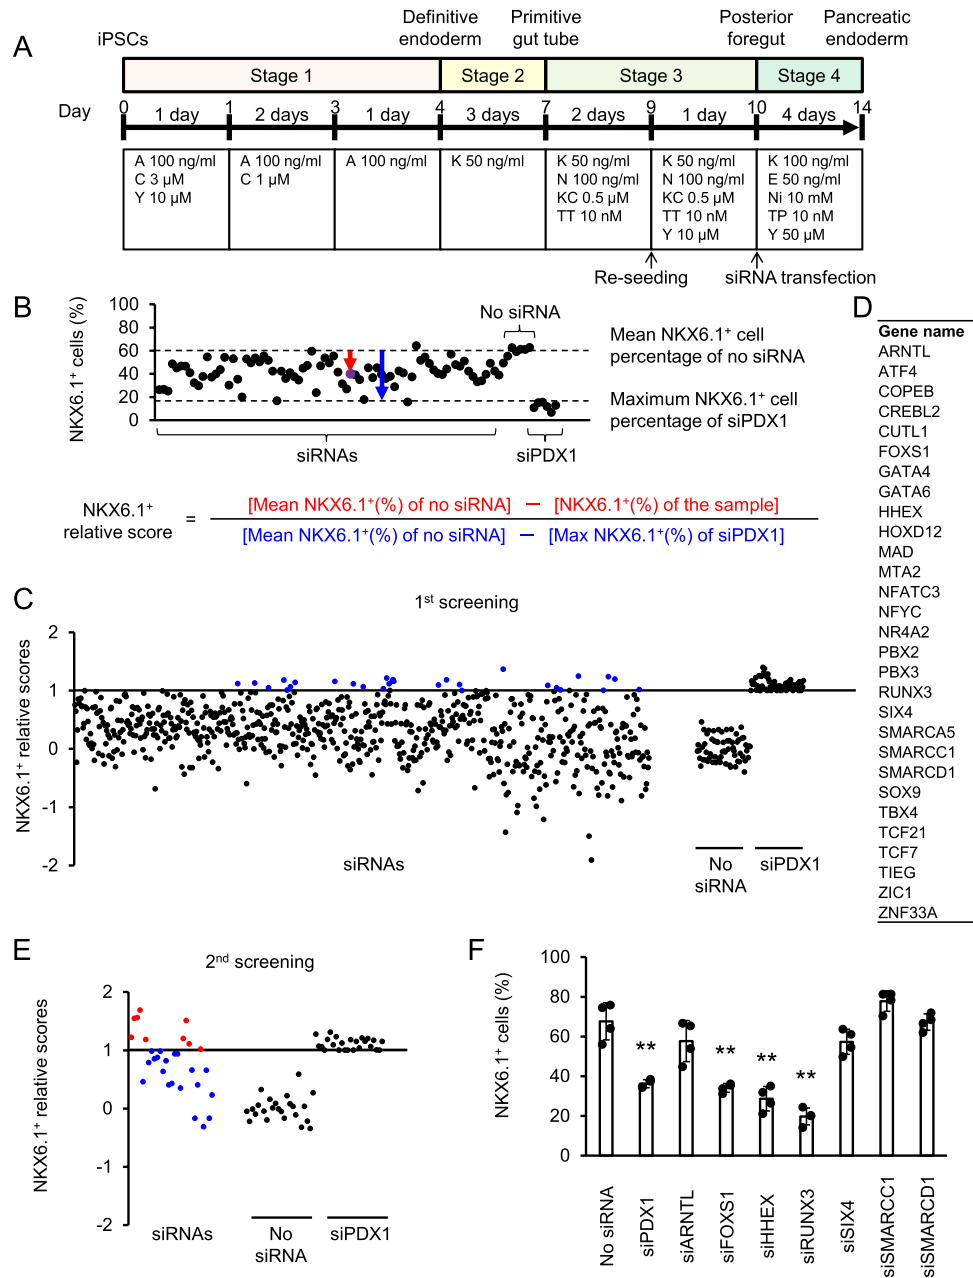 A
iPSCs
Definitive endoderm
Primitive gut tube
Posterior foregut
Pancreatic endoderm
Stage 1
Stage 2
Stage 3
Stage 4
Day
0 1 3 4 7 9 10 14
1 day
2 days
1 day
3 days
2 days
1 day
4 days
A 100 ng/ml
C 3 µM
Y 10 µM
A 100 ng/ml
C 1 µM
A 100 ng/ml
K 50 ng/ml
K 50 ng/ml
N 100 ng/ml
KC 0.5 µM
TT 10 nM
K 50 ng/ml
N 100 ng/ml
KC 0.5 µM
TT 10 nM
Y 10 µM
K 100 ng/ml
E 50 ng/ml
Ni 10 mM
TP 10 nM
Y 50 µM
Re-seeding
siRNA transfection
B
NKX6.1⁺ cells (%)
100
80
60
40
20
0
No siRNA
siRNAs
siPDX1
Mean NKX6.1⁺ cell
percentage of no siRNA
Maximum NKX6.1⁺ cell
percentage of siPDX1
NKX6.1⁺
relative score
=
[Mean NKX6.1⁺(%) of no siRNA] − [NKX6.1⁺(%) of the sample]
[Mean NKX6.1⁺(%) of no siRNA] − [Max NKX6.1⁺(%) of siPDX1]
C
1st screening
NKX6.1⁺ relative scores
2
1
0
-1
-2
siRNAs
No
siRNA
siPDX1
D
Gene name
ARNTL
ATF4
COPEB
CREBL2
CUTL1
FOXS1
GATA4
GATA6
HHEX
HOXD12
MAD
MTA2
NFATC3
NFYC
NR4A2
PBX2
PBX3
RUNX3
SIX4
SMARCA5
SMARCC1
SMARCD1
SOX9
TBX4
TCF21
TCF7
TIEG
ZIC1
ZNF33A
E
2nd screening
NKX6.1⁺ relative scores
2
1
0
-1
-2
siRNAs
No
siRNA
siPDX1
F
NKX6.1⁺ cells (%)
100
80
60
40
20
0
**
**
**
**
No siRNA
siPDX1
siARNTL
siFOXS1
siHHEX
siRUNX3
siSIX4
siSMARCC1
siSMARCD1